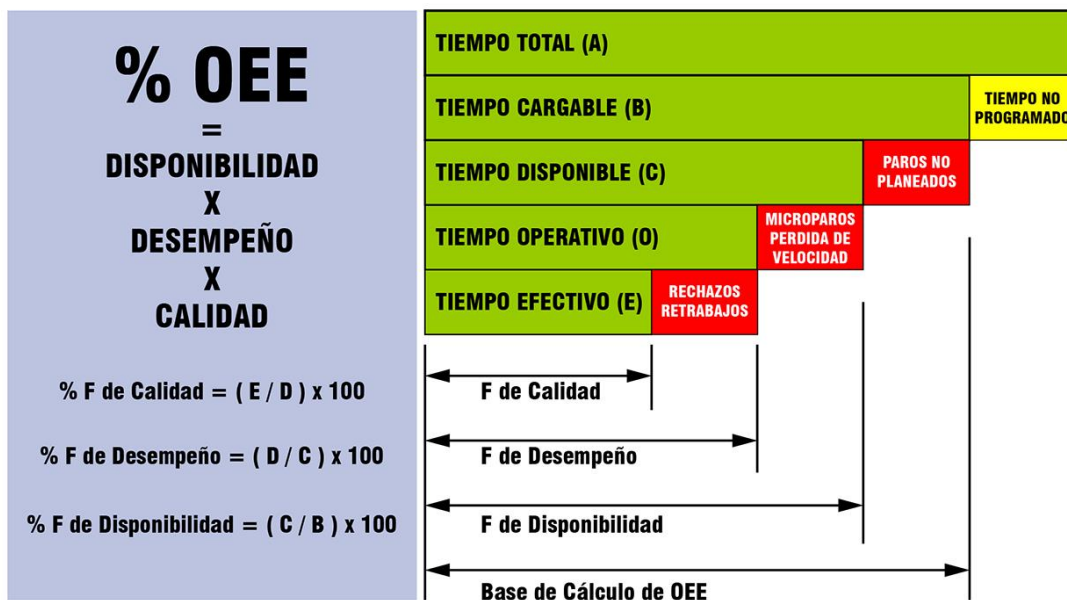 % OEE
=
DISPONIBILIDAD
X
DESEMPEÑO
X
CALIDAD
% F de Calidad = ( E / D ) x 100
% F de Desempeño = ( D / C ) x 100
% F de Disponibilidad = ( C / B ) x 100
TIEMPO TOTAL (A)
TIEMPO CARGABLE (B)
TIEMPO NO
PROGRAMADO
TIEMPO DISPONIBLE (C)
PAROS NO
PLANEADOS
TIEMPO OPERATIVO (O)
MICROPAROS
PERDIDA DE
VELOCIDAD
TIEMPO EFECTIVO (E)
RECHAZOS
RETRABAJOS
F de Calidad
F de Desempeño
F de Disponibilidad
Base de Cálculo de OEE